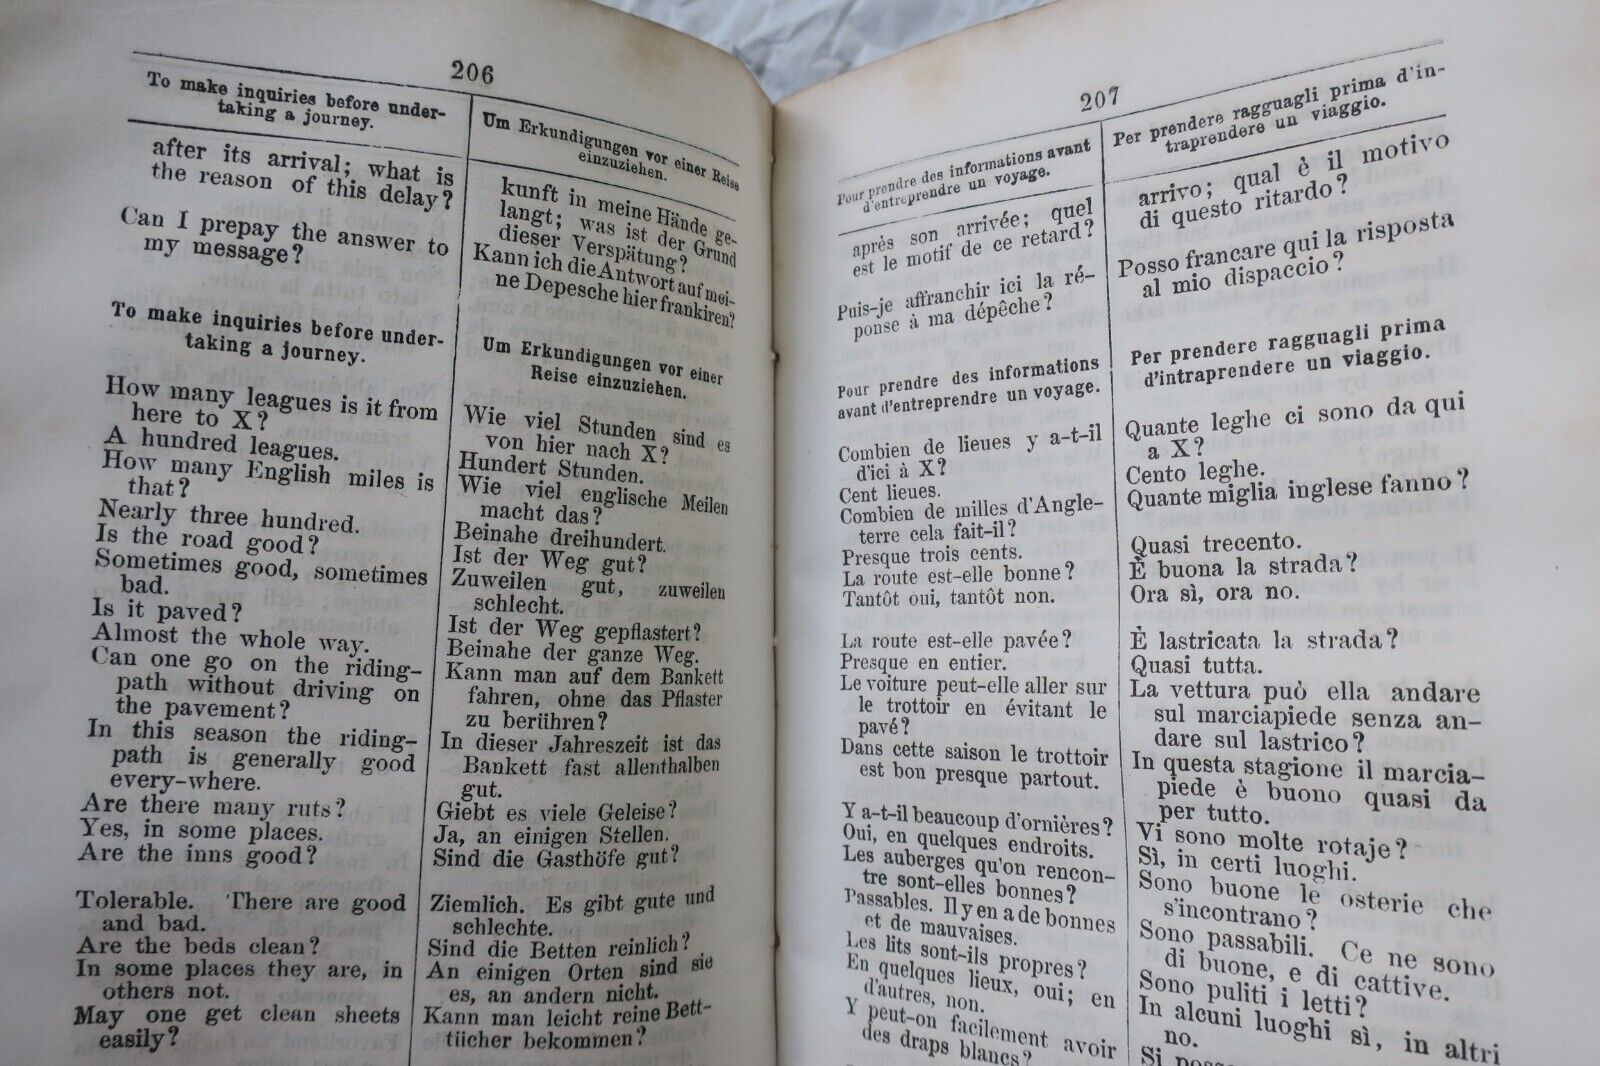 206
To make inquiries before under-
taking a journey.
after its arrival; what is
the reason of this delay?
Can I prepay the answer to
my message?
To make inquiries before under-
taking a journey.
How many leagues is it from
here to X?
A hundred leagues.
How many English miles is
that?
Nearly three hundred.
Is the road good?
Sometimes good, sometimes
bad.
Is it paved?
Almost the whole way.
Can one go on the riding-
path without driving on
the pavement?
In this season the riding-
path is generally good
every-where.
Are there many ruts?
Yes, in some places.
Are the inns good?
Tolerable. There are good
and bad.
Are the beds clean?
In some places they are, in
others not.
May one get clean sheets
easily?
Um Erkundigungen vor einer Reise
einzuziehen.
kunft in meine Hände ge-
langt; was ist der Grund
dieser Verspätung?
Kann ich die Antwort auf mei-
ne Depesche hier frankiren?
Um Erkundigungen vor einer
Reise einzuziehen.
Wie viel Stunden sind es
von hier nach X?
Hundert Stunden.
Wie viel englische Meilen
macht das?
Beinahe dreihundert.
Ist der Weg gut?
Zuweilen gut, zuweilen
schlecht.
Ist der Weg gepflastert?
Beinahe der ganze Weg.
Kann man auf dem Bankett
fahren, ohne das Pflaster
zu berühren?
In dieser Jahreszeit ist das
Bankett fast allenthalben
gut.
Giebt es viele Geleise?
Ja, an einigen Stellen.
Sind die Gasthöfe gut?
Ziemlich. Es gibt gute und
schlechte.
Sind die Betten reinlich?
An einigen Orten sind sie
es, an andern nicht.
Kann man leicht reine Bett-
tücher bekommen?
207
Pour prendre des informations avant
d'entreprendre un voyage.
après son arrivée; quel
est le motif de ce retard?
Puis-je affranchir ici la ré-
ponse à ma dépêche?
Pour prendre des informations
avant d'entreprendre un voyage.
Combien de lieues y a-t-il
d'ici à X?
Cent lieues.
Combien de milles d'Angle-
terre cela fait-il?
Presque trois cents.
La route est-elle bonne?
Tantôt oui, tantôt non.
La route est-elle pavée?
Presque en entier.
Le voiture peut-elle aller sur
le trottoir en évitant le
pavé?
Dans cette saison le trottoir
est bon presque partout.
Y a-t-il beaucoup d'ornières?
Oui, en quelques endroits.
Les auberges qu'on rencon-
tre sont-elles bonnes?
Passables. Il y en a de bonnes
et de mauvaises.
Les lits sont-ils propres?
En quelques lieux, oui; en
d'autres, non.
Y peut-on facilement avoir
des draps blancs?
Per prendere ragguagli prima d'in-
traprendere un viaggio.
arrivo; qual è il motivo
di questo ritardo?
Posso francare qui la risposta
al mio dispaccio?
Per prendere ragguagli prima
d'intraprendere un viaggio.
Quante leghe ci sono da qui
a X?
Cento leghe.
Quante miglia inglese fanno?
Quasi trecento.
È buona la strada?
Ora sì, ora no.
È lastricata la strada?
Quasi tutta.
La vettura può ella andare
sul marciapiede senza an-
dare sul lastrico?
In questa stagione il marcia-
piede è buono quasi da
per tutto.
Vi sono molte rotaje?
Sì, in certi luoghi.
Sono buone le osterie che
s'incontrano?
Sono passabili. Ce ne sono
di buone, e di cattive.
Sono puliti i letti?
In alcuni luoghi sì, in altri
no.
Si